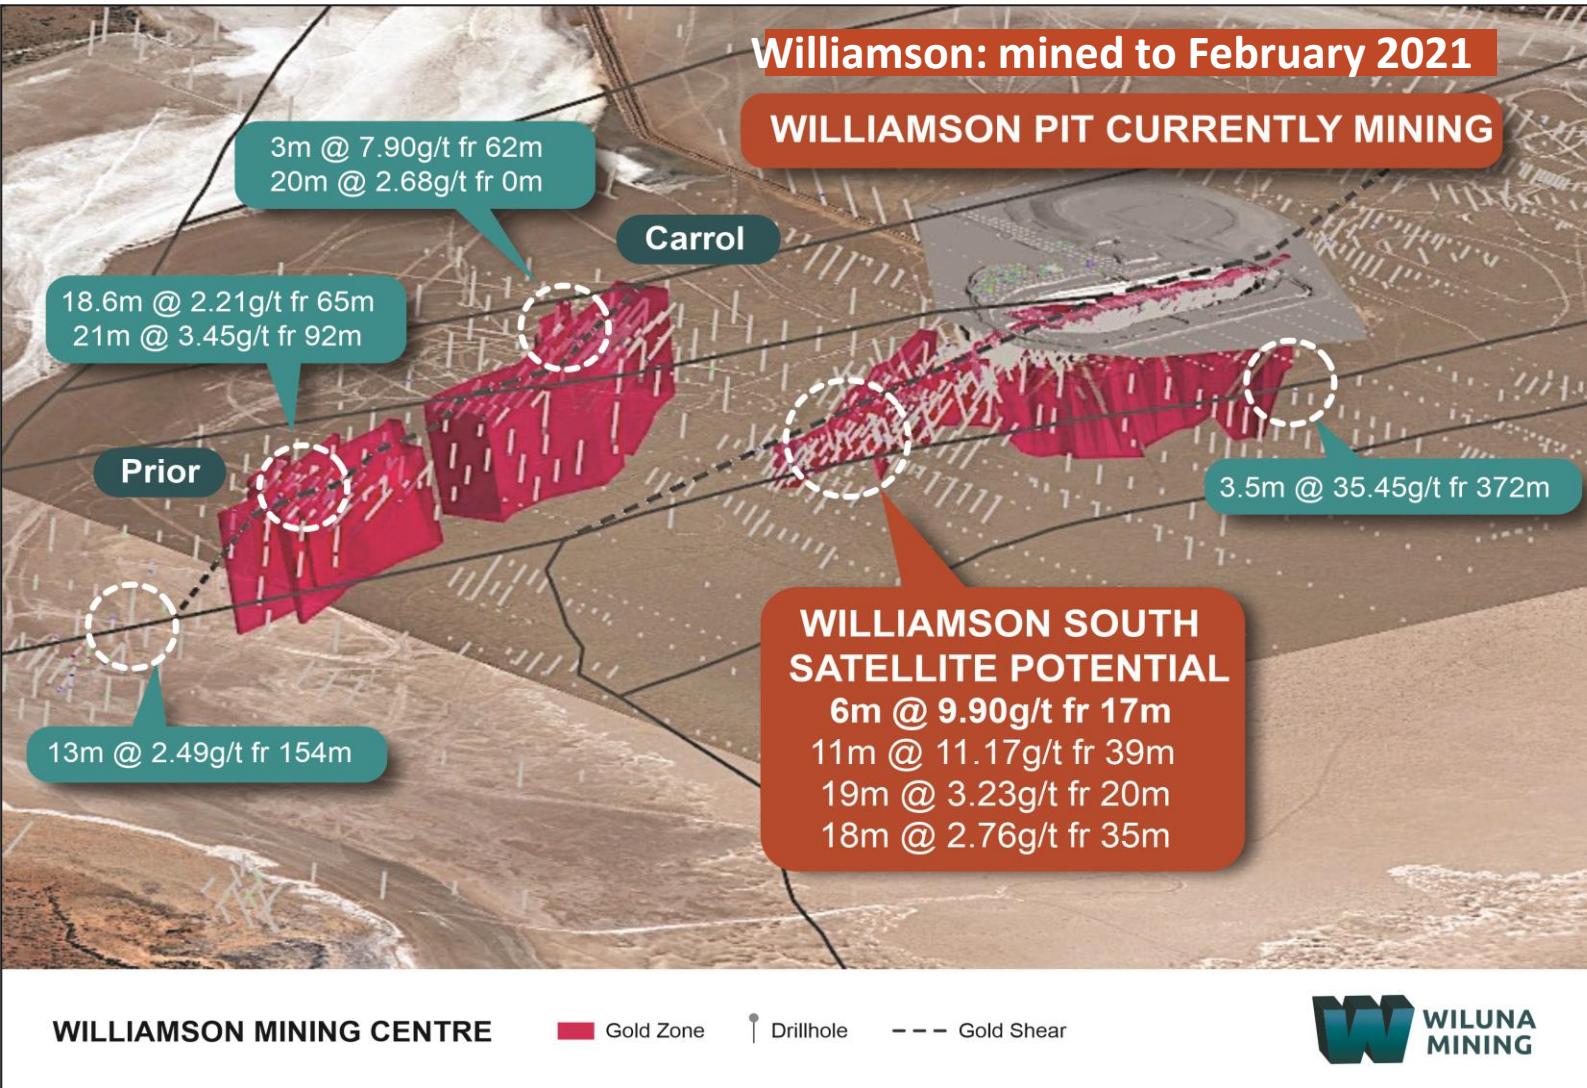 Williamson: mined to February 2021
WILLIAMSON PIT CURRENTLY MINING
3m @ 7.90g/t fr 62m
20m @ 2.68g/t fr 0m
Carrol
18.6m @ 2.21g/t fr 65m
21m @ 3.45g/t fr 92m
Prior
3.5m @ 35.45g/t fr 372m
WILLIAMSON SOUTH
SATELLITE POTENTIAL
6m @ 9.90g/t fr 17m
11m @ 11.17g/t fr 39m
19m @ 3.23g/t fr 20m
18m @ 2.76g/t fr 35m
13m @ 2.49g/t fr 154m
WILLIAMSON MINING CENTRE
Gold Zone
Drillhole
Gold Shear
WILUNA
MINING